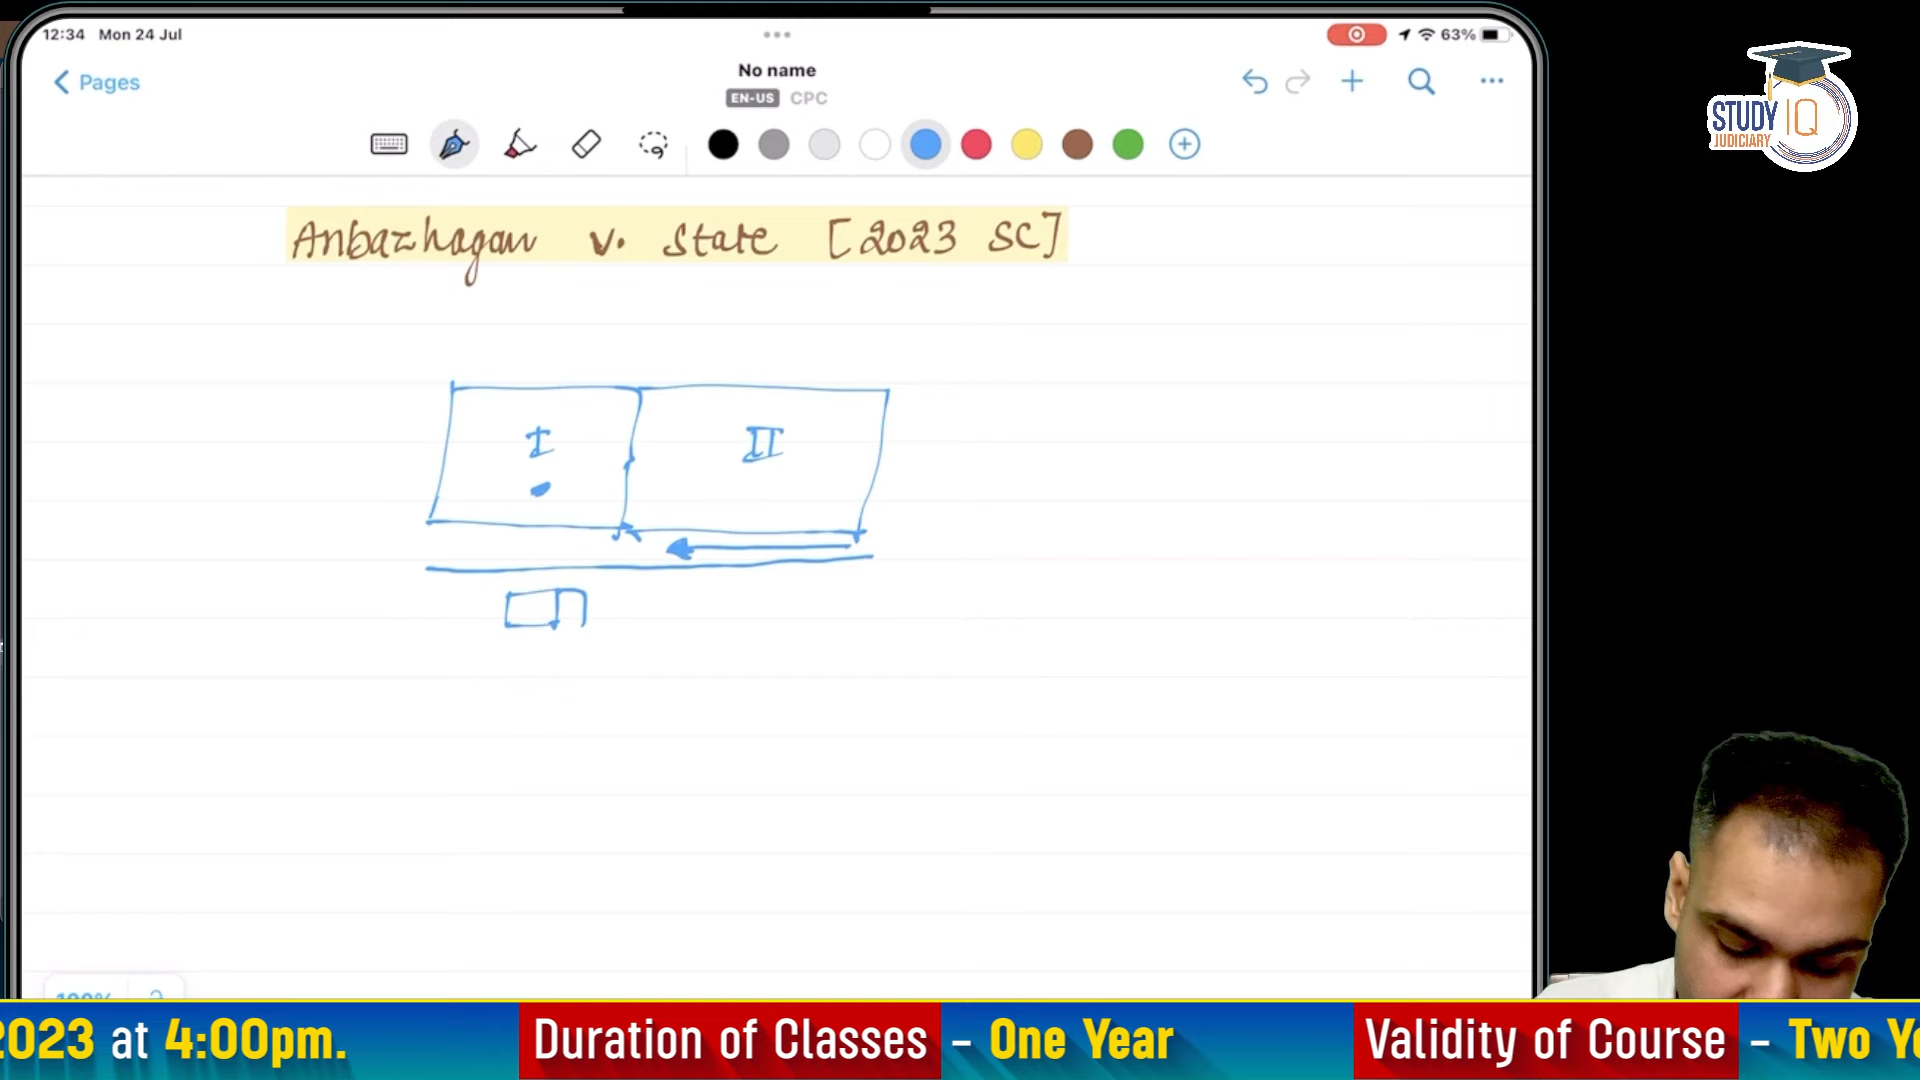 12:34 Mon 24 Jul
63%
Pages
No name
EN-US CPC
STUDY IQ
JUDICIARY
Anbazhagan v. State [2023 SC]
I
II
2023 at 4:00pm. Duration of Classes - One Year Validity of Course - Two Ye